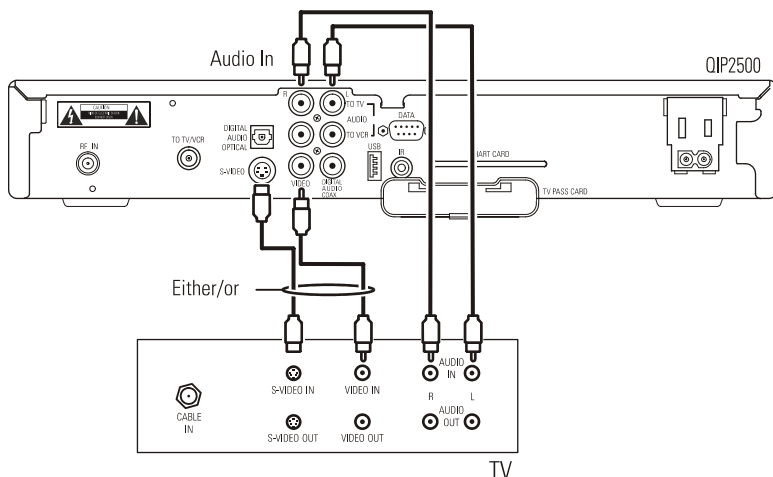 Audio In
QIP2500
CAUTION
R
L
TO TV
AUDIO
TO VCR
DATA
DIGITAL
AUDIO
OPTICAL
RF IN
TO TV/VCR
USB
IR
S-VIDEO
VIDEO
DIGITAL
AUDIO
COAX
ART CARD
TV PASS CARD
Either/or
S-VIDEO IN
VIDEO IN
AUDIO
IN
R
L
CABLE
IN
S-VIDEO OUT
VIDEO OUT
AUDIO
OUT
TV